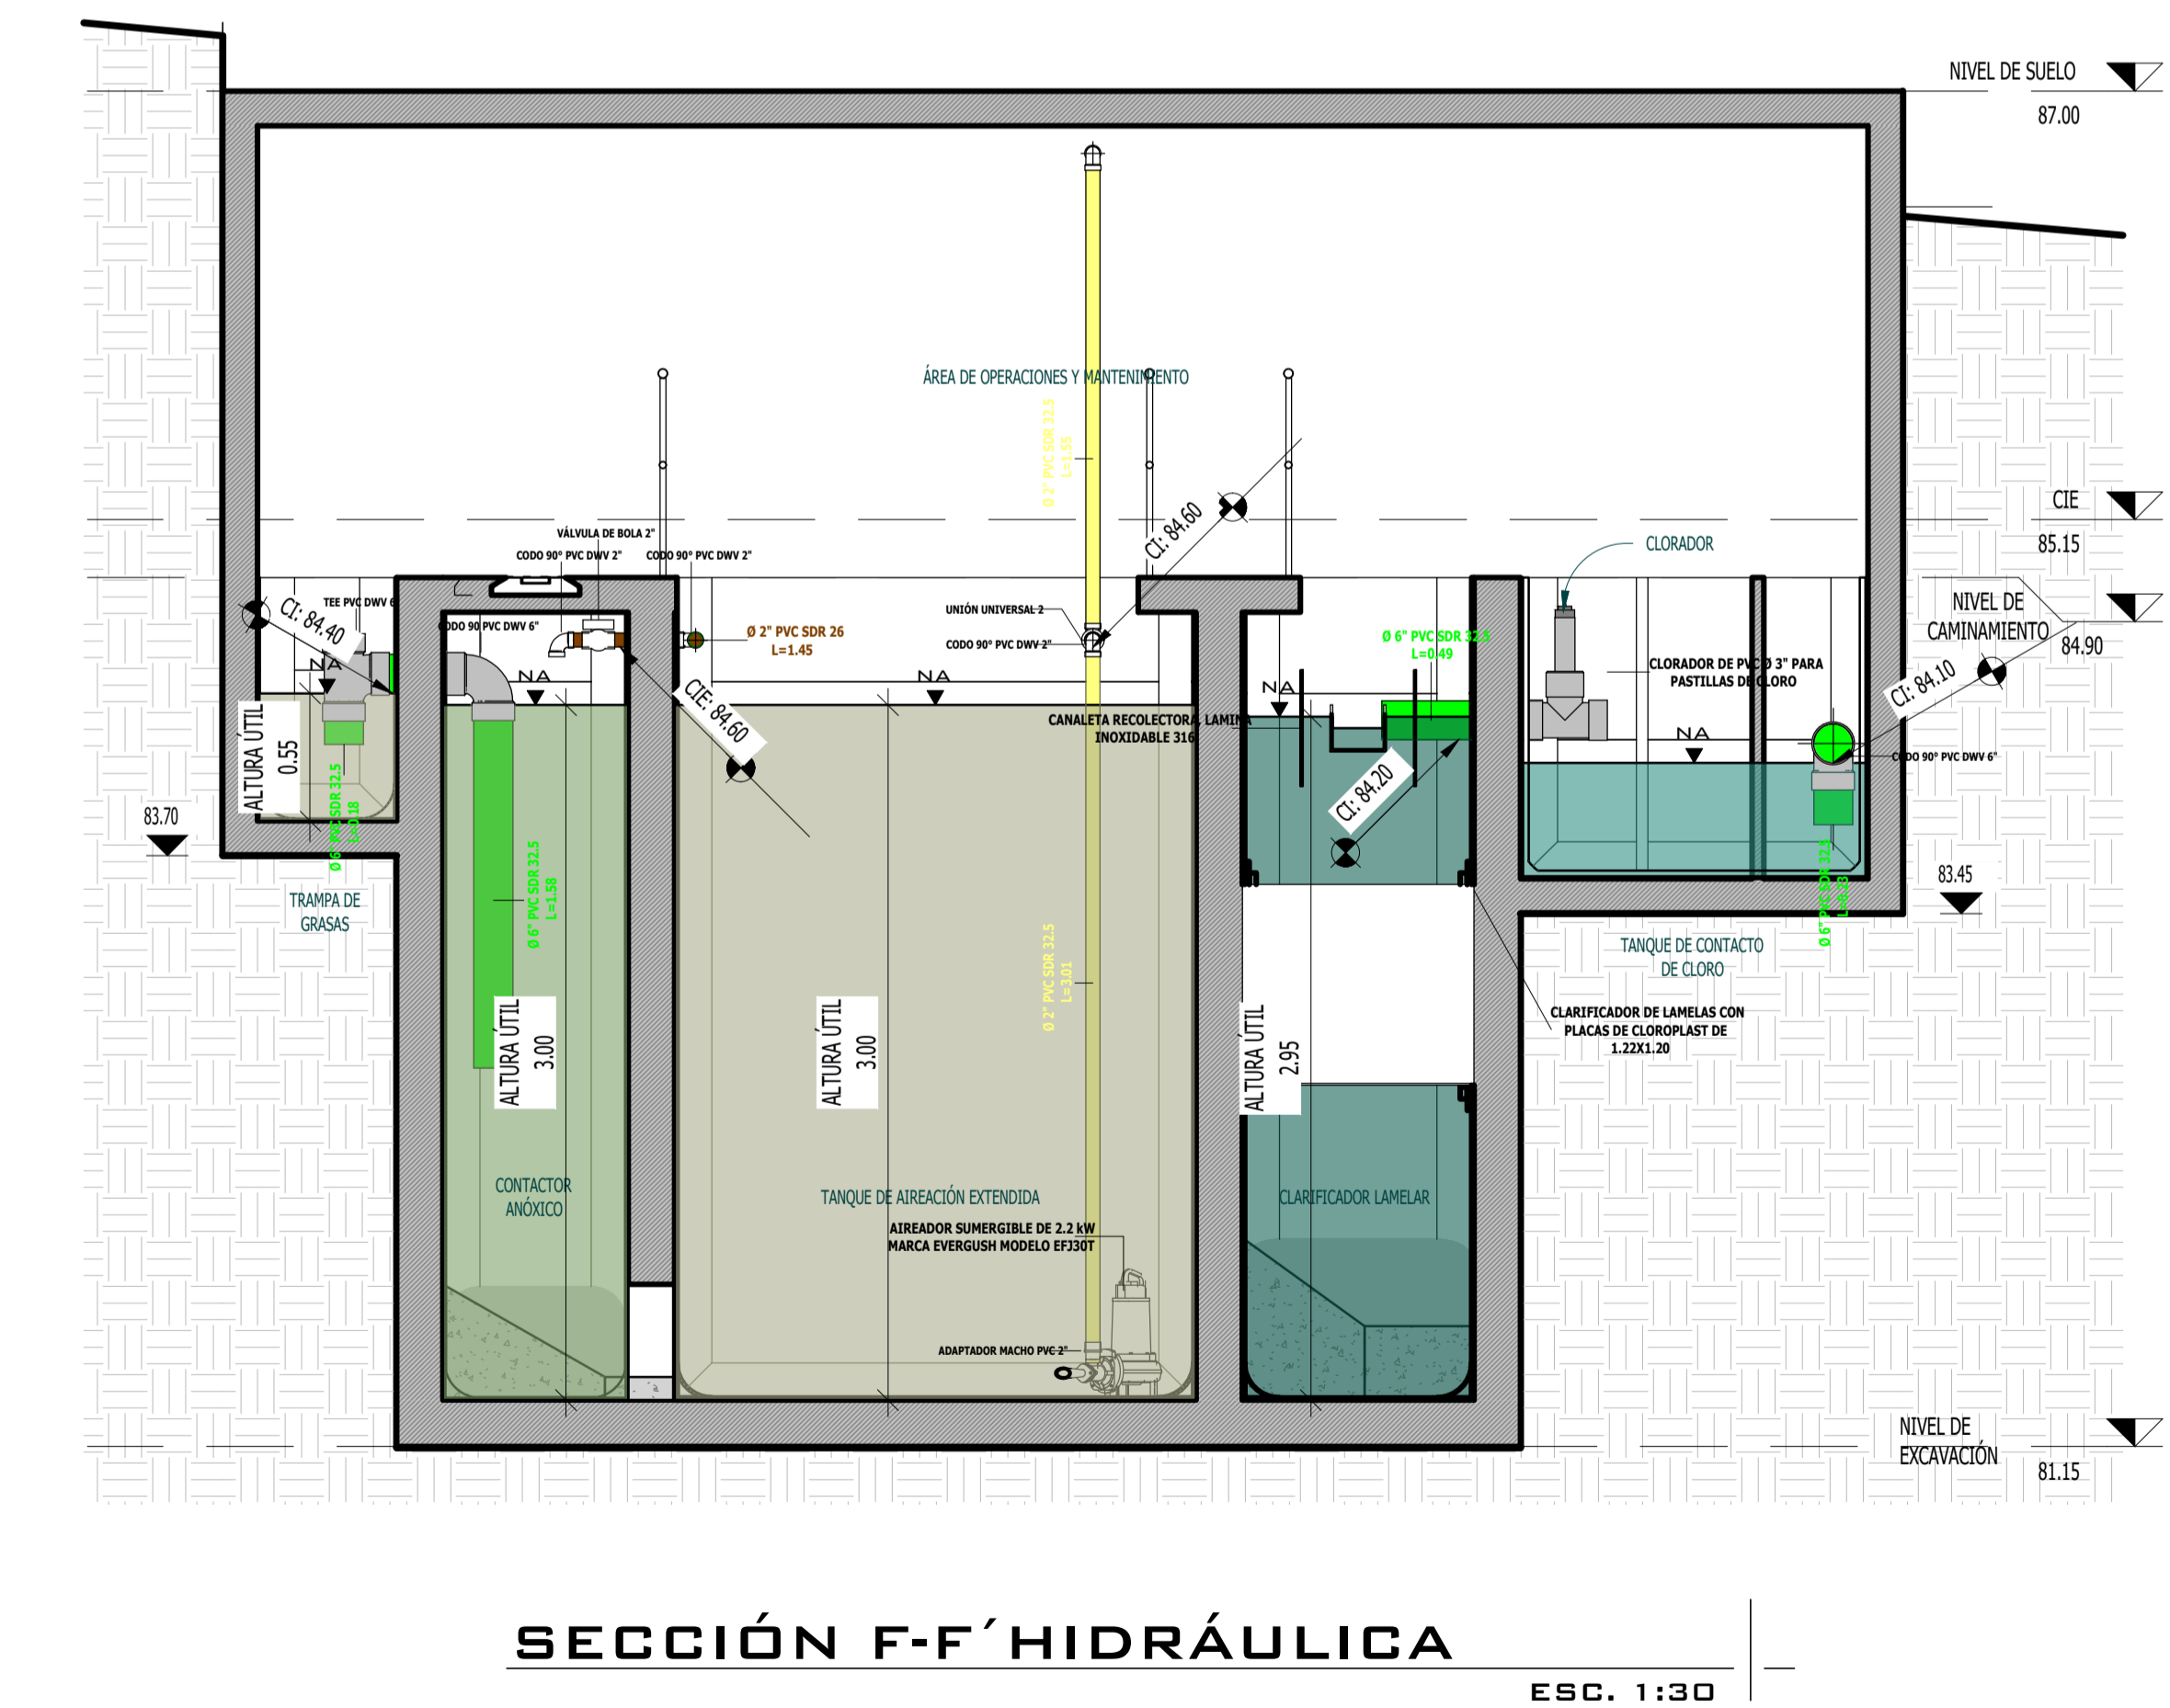 NIVEL DE SUELO
87.00
ÁREA DE OPERACIONES Y MANTENIMIENTO
Ø 2" PVC SDR 32.5
L=1.55
CI: 84.60
CIE
85.15
VÁLVULA DE BOLA 2"
CODO 90° PVC DWV 2"
CODO 90° PVC DWV 2"
CLORADOR
TEE PVC DWV 6
CI: 84.40
CODO 90 PVC DWV 6"
Ø 2" PVC SDR 26
L=1.45
UNIÓN UNIVERSAL 2
CODO 90° PVC DWV 2"
Ø 6" PVC SDR 32.5
L=0.49
NIVEL DE
CAMINAMIENTO
84.90
CLORADOR DE PVC Ø 3" PARA
PASTILLAS DE CLORO
CI: 84.10
NA
NA
NA
NA
NA
CIE: 84.60
CANALETA RECOLECTORA, LAMINA
INOXIDABLE 316
CODO 90° PVC DWV 6"
ALTURA ÚTIL
0.55
CI: 84.20
83.70
Ø 6" PVC SDR 32.5
L=0.18
83.45
TRAMPA DE
GRASAS
Ø 6" PVC SDR 32.5
L=1.58
Ø 2" PVC SDR 32.5
L=3.01
Ø 6" PVC SDR 32.5
L=0.23
TANQUE DE CONTACTO
DE CLORO
ALTURA ÚTIL
3.00
ALTURA ÚTIL
3.00
ALTURA ÚTIL
2.95
CLARIFICADOR DE LAMELAS CON
PLACAS DE CLOROPLAST DE
1.22X1.20
CONTACTOR
ANÓXICO
TANQUE DE AIREACIÓN EXTENDIDA
CLARIFICADOR LAMELAR
AIREADOR SUMERGIBLE DE 2.2 kW
MARCA EVERGUSH MODELO EFJ30T
ADAPTADOR MACHO PVC 2"
NIVEL DE
EXCAVACIÓN
81.15
SECCIÓN F-F´HIDRÁULICA
ESC. 1:30